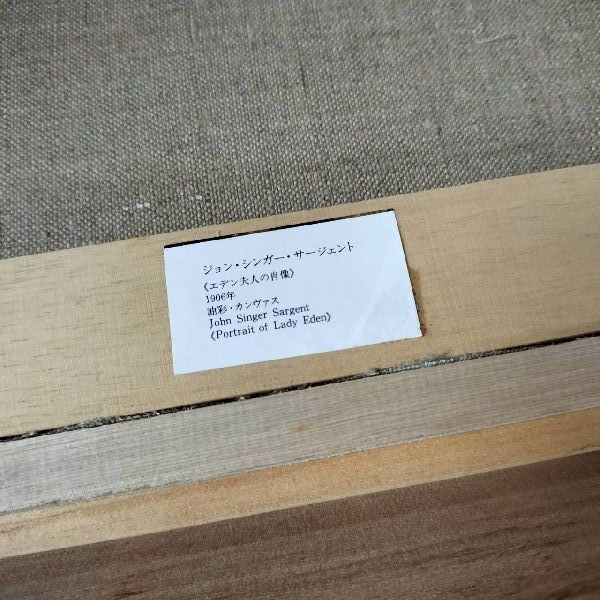 ジョン・シンガー・サージェント
《エデン夫人の肖像》
1906年
油彩・カンヴァス
John Singer Sargent
《Portrait of Lady Eden》